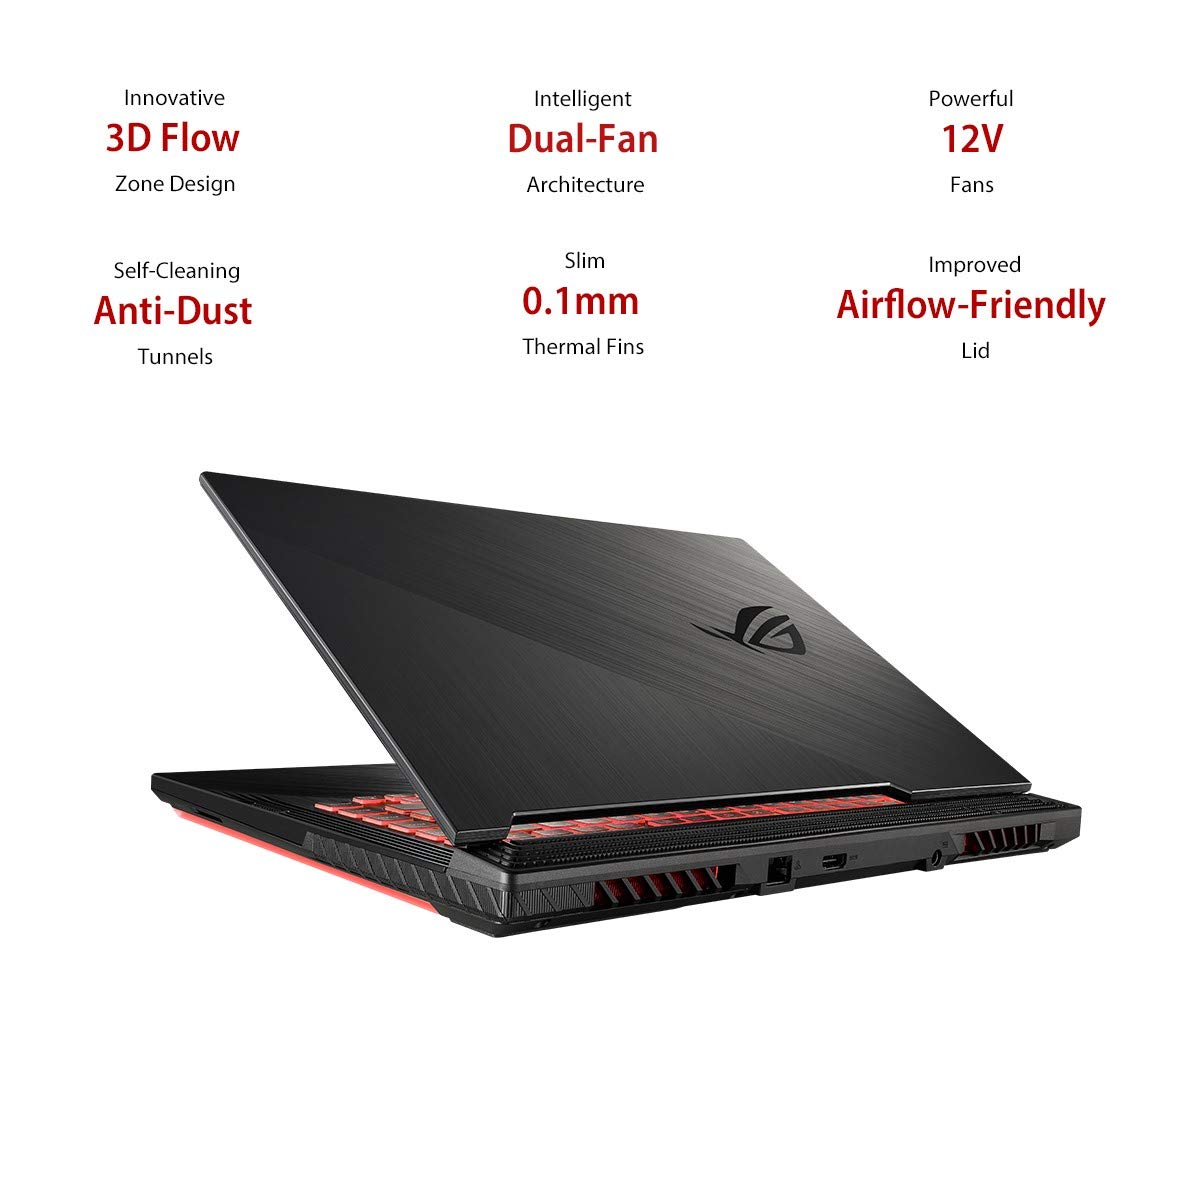 Innovative
3D Flow
Zone Design
Intelligent
Dual-Fan
Architecture
Powerful
12V
Fans
Self-Cleaning
Anti-Dust
Tunnels
Slim
0.1mm
Thermal Fins
Improved
Airflow-Friendly
Lid